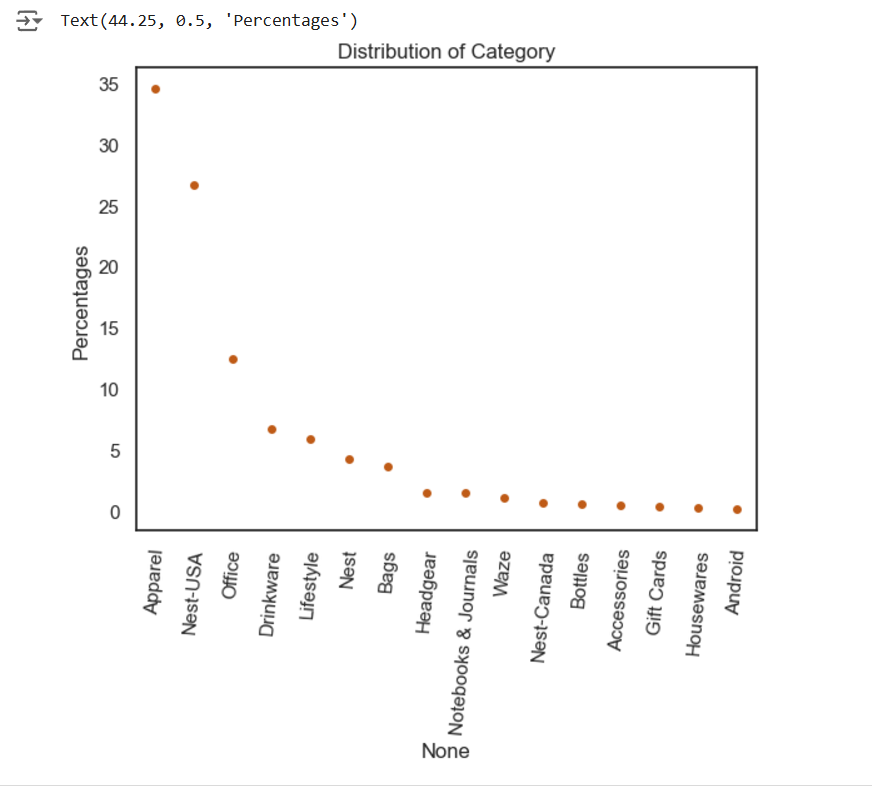 Text(44.25, 0.5, 'Percentages')
Distribution of Category
Percentages
35
30
25
20
15
10
5
0
Apparel
Nest-USA
Office
Drinkware
Lifestyle
Nest
Bags
Headgear
Notebooks & Journals
Waze
Nest-Canada
Bottles
Accessories
Gift Cards
Housewares
Android
None